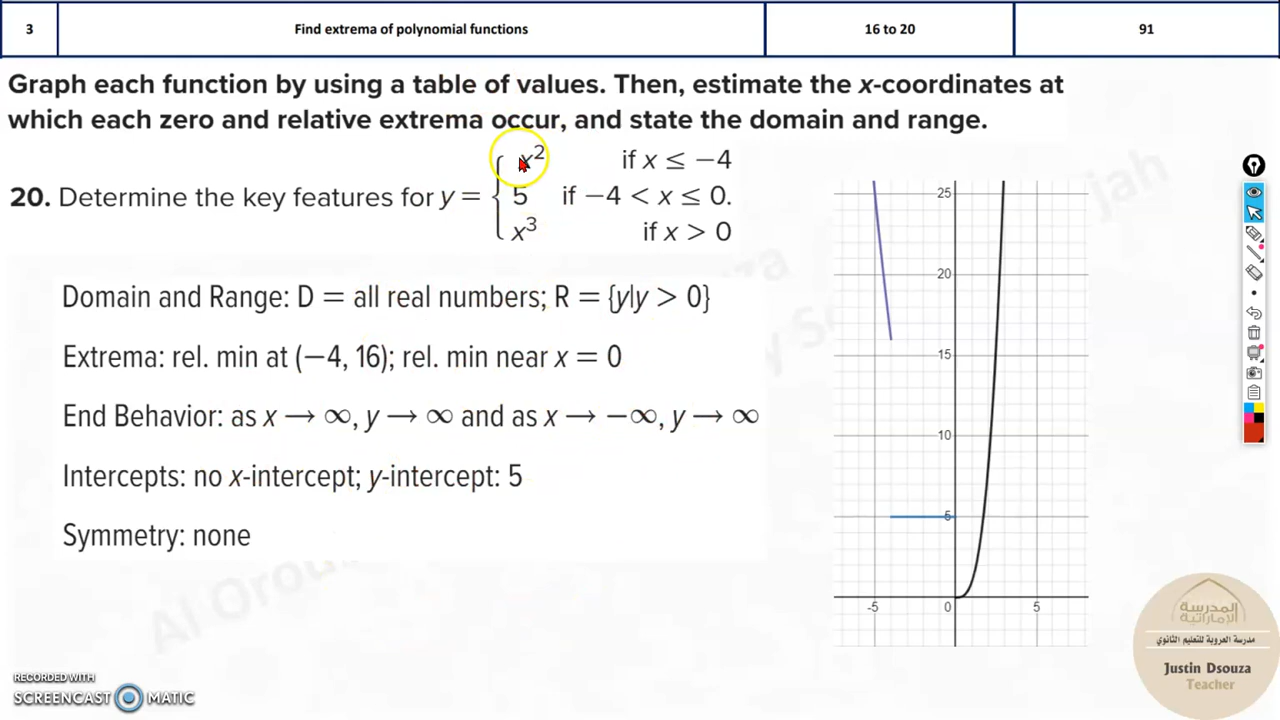 3 Find extrema of polynomial functions 16 to 20 91
Graph each function by using a table of values. Then, estimate the x-coordinates at
which each zero and relative extrema occur, and state the domain and range.
x² if x ≤ −4
20. Determine the key features for y = { 5 if −4 < x ≤ 0.
x³ if x > 0
Domain and Range: D = all real numbers; R = {y|y > 0}
Extrema: rel. min at (−4, 16); rel. min near x = 0
End Behavior: as x → ∞, y → ∞ and as x → −∞, y → ∞
Intercepts: no x-intercept; y-intercept: 5
Symmetry: none
25
20
15
10
5
-5 0 5
المدرسة
الإماراتية
مدرسة العروبة للتعليم الثانوي
Justin Dsouza
Teacher
RECORDED WITH
SCREENCAST MATIC